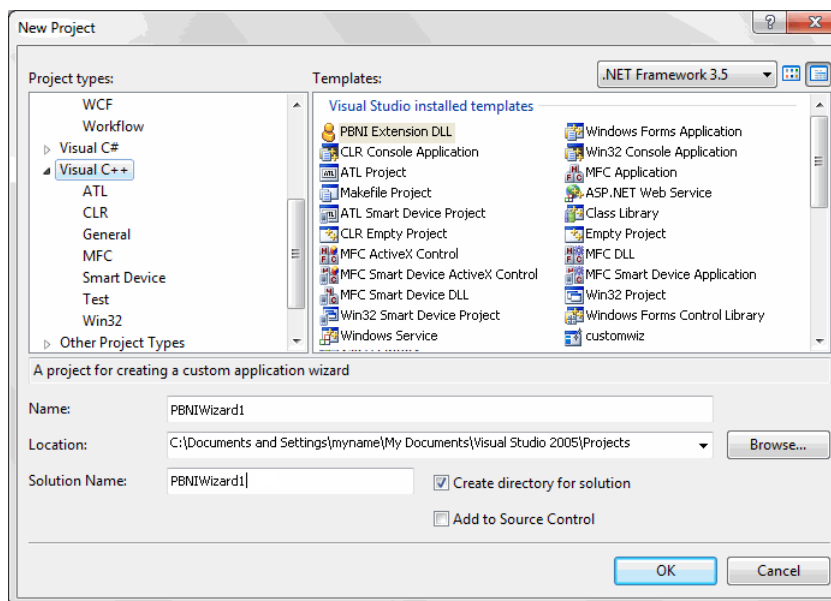 New Project
Project types:
Templates:
.NET Framework 3.5
WCF
Workflow
Visual C#
Visual C++
ATL
CLR
General
MFC
Smart Device
Test
Win32
Other Project Types
Visual Studio installed templates
PBNI Extension DLL
Windows Forms Application
CLR Console Application
Win32 Console Application
ATL Project
MFC Application
Makefile Project
ASP.NET Web Service
ATL Smart Device Project
Class Library
CLR Empty Project
Empty Project
MFC ActiveX Control
MFC DLL
MFC Smart Device ActiveX Control
MFC Smart Device Application
MFC Smart Device DLL
Win32 Project
Win32 Smart Device Project
Windows Forms Control Library
Windows Service
customwiz
A project for creating a custom application wizard
Name:
PBNIWizard1
Location:
C:\Documents and Settings\myname\My Documents\Visual Studio 2005\Projects
Browse...
Solution Name:
PBNIWizard1
Create directory for solution
Add to Source Control
OK
Cancel